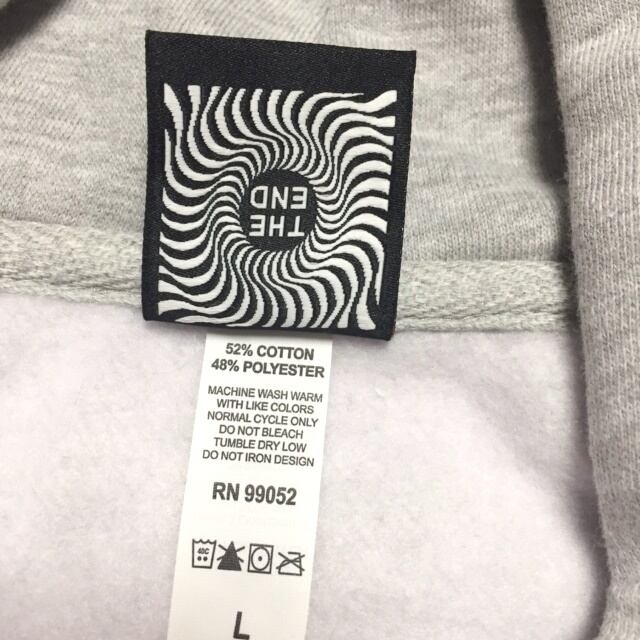 THE
END
52% COTTON
48% POLYESTER
MACHINE WASH WARM
WITH LIKE COLORS
NORMAL CYCLE ONLY
DO NOT BLEACH
TUMBLE DRY LOW
DO NOT IRON DESIGN
RN 99052
40C
L